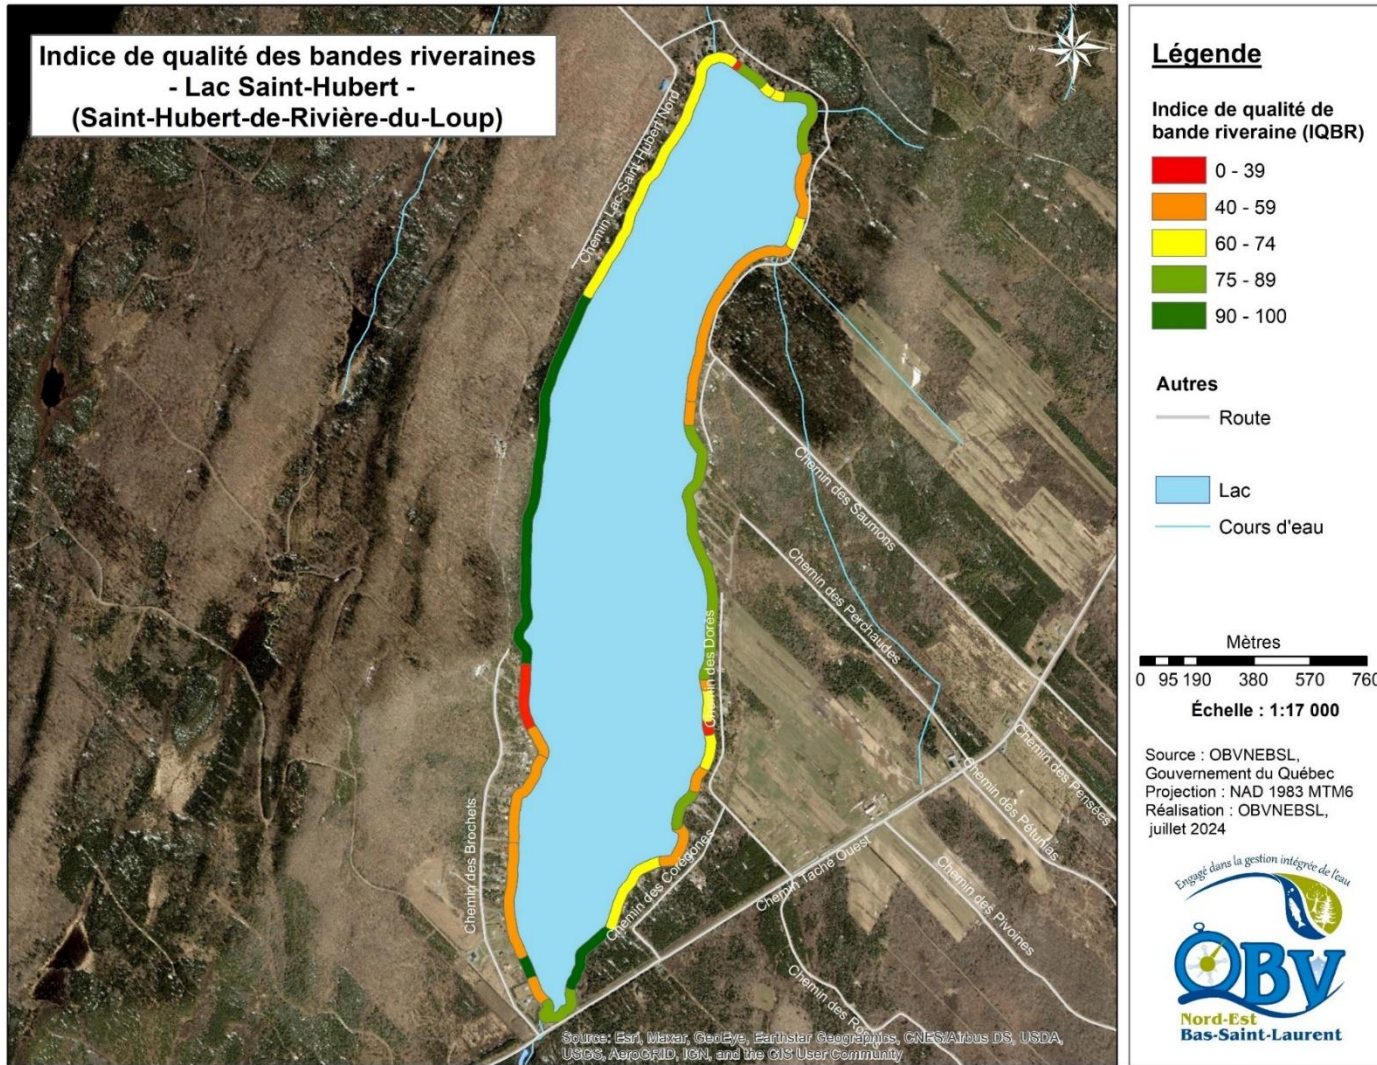 Indice de qualité des bandes riveraines
- Lac Saint-Hubert -
(Saint-Hubert-de-Rivière-du-Loup)
Chemin Lac-Saint-Hubert Nord
Chemin des Saumons
Chemin des Perchaudes
Chemin des Dorés
Chemin des Brochets
Chemin des Corégones
Chemin Taché Ouest
Chemin des Pensées
Chemin des Pétunias
Chemin des Pivoines
Chemin des Roses
Source: Esri, Maxar, GeoEye, Earthstar Geographics, CNES/Airbus DS, USDA,
USGS, AeroGRID, IGN, and the GIS User Community
N
W
E
S
Légende
Indice de qualité de
bande riveraine (IQBR)
0 - 39
40 - 59
60 - 74
75 - 89
90 - 100
Autres
Route
Lac
Cours d'eau
Mètres
0 95 190 380 570 760
Échelle : 1:17 000
Source : OBVNEBSL,
Gouvernement du Québec
Projection : NAD 1983 MTM6
Réalisation : OBVNEBSL,
juillet 2024
Engagé dans la gestion intégrée de l'eau
OBV
Nord-Est
Bas-Saint-Laurent